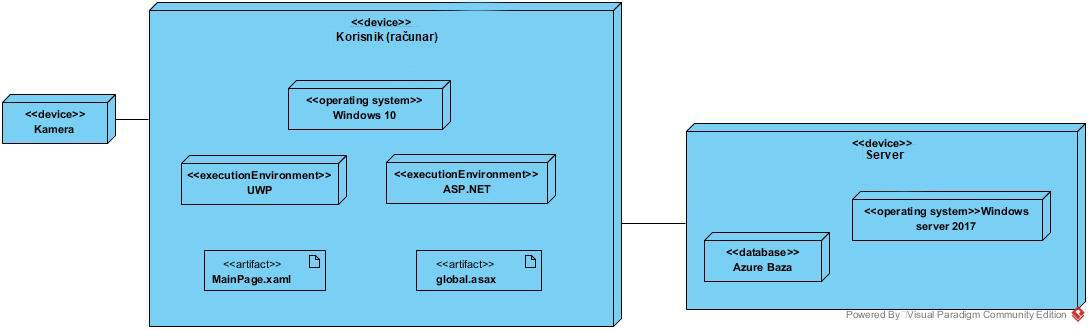 <<device>>
Kamera
<<device>>
Korisnik (računar)
<<operating system>>
Windows 10
<<executionEnvironment>>
UWP
<<executionEnvironment>>
ASP.NET
<<artifact>>
MainPage.xaml
<<artifact>>
global.asax
<<device>>
Server
<<operating system>>Windows
server 2017
<<database>>
Azure Baza
Powered By Visual Paradigm Community Edition